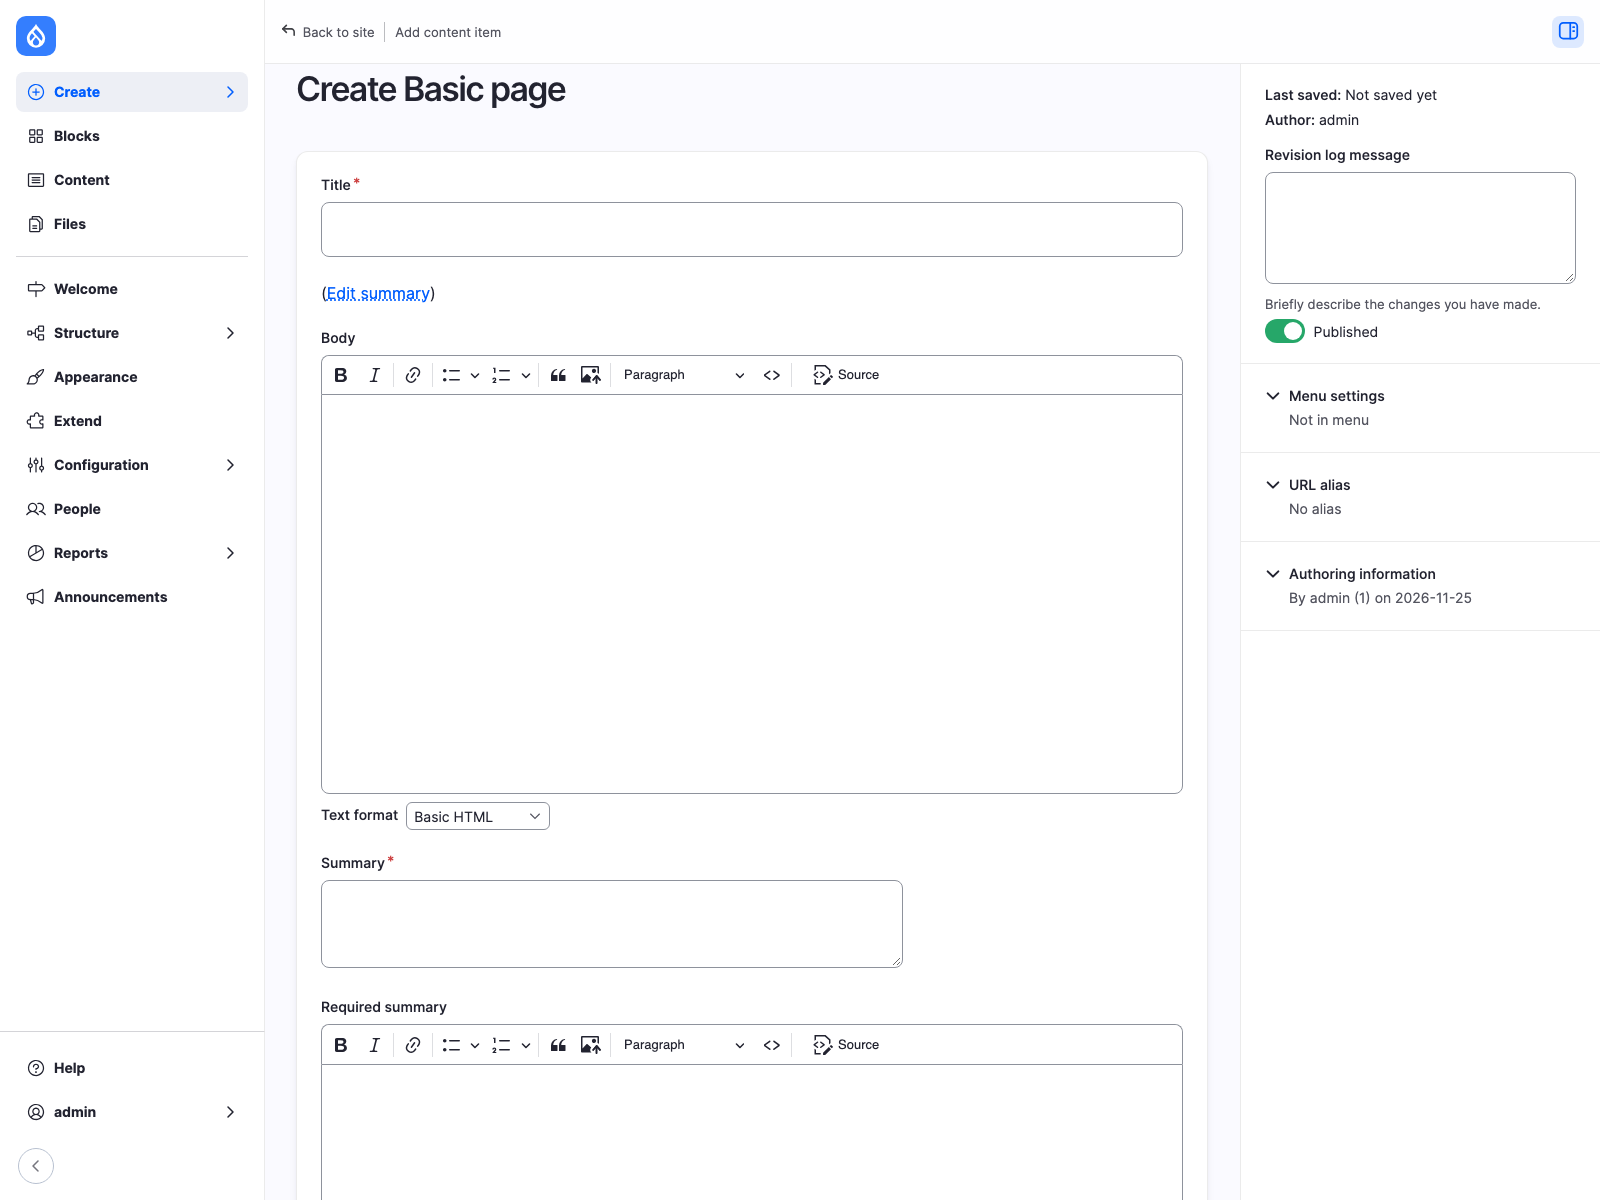 Create
Blocks
Content
Files
Welcome
Structure
Appearance
Extend
Configuration
People
Reports
Announcements
Help
admin
Back to site
Add content item
Create Basic page
Title*
(Edit summary)
Body
Paragraph
Source
Text format
Basic HTML
Summary*
Required summary
Paragraph
Source
Last saved: Not saved yet
Author: admin
Revision log message
Briefly describe the changes you have made.
Published
Menu settings
Not in menu
URL alias
No alias
Authoring information
By admin (1) on 2026-11-25